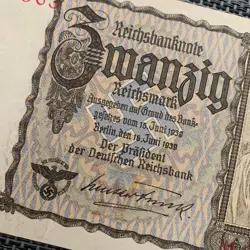 Reichsbanknote
Zwanzig
Reichsmark
Ausgegeben auf Grund des Bank-
gesetzes vom 15. Juni 1939
Berlin, den 16. Juni 1939
Der Präsident
der Deutschen Reichsbank